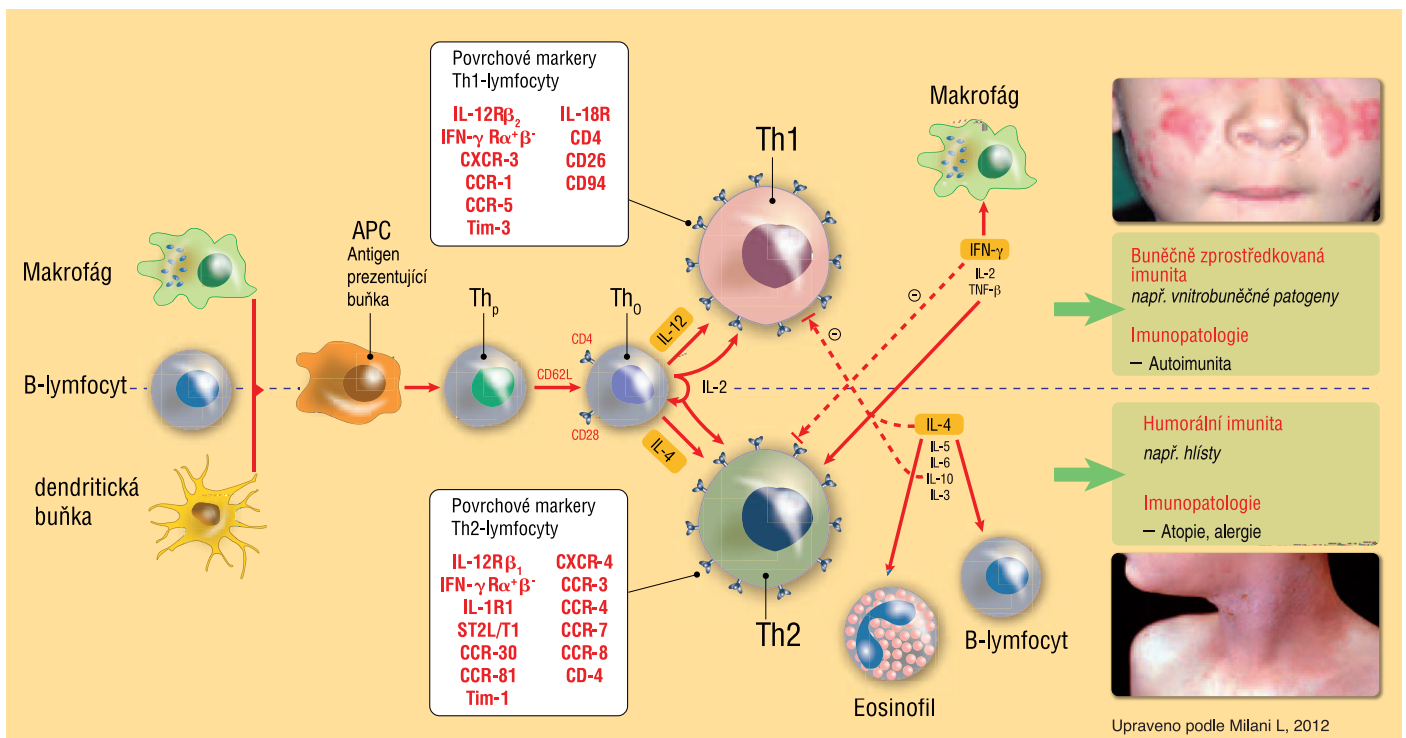 Povrchové markery
Th1-lymfocyty
IL-12Rβ₂
IFN-γ Rα⁺β⁻
CXCR-3
CCR-1
CCR-5
Tim-3
IL-18R
CD4
CD26
CD94
Makrofág
B-lymfocyt
dendritická
buňka
APC
Antigen
prezentující
buňka
Thₚ
CD62L
Th₀
CD4
CD28
IL-12
IL-2
IL-4
Th1
Th2
Povrchové markery
Th2-lymfocyty
IL-12Rβ₁
IFN-γ Rα⁺β⁻
IL-1R1
ST2L/T1
CCR-30
CCR-81
Tim-1
CXCR-4
CCR-3
CCR-4
CCR-7
CCR-8
CD-4
Makrofág
IFN-γ
IL-2
TNF-β
IL-4
IL-5
IL-6
IL-10
IL-3
Eosinofil
B-lymfocyt
Buněčně zprostředkovaná
imunita
např. vnitrobuněčné patogeny
Imunopatologie
– Autoimunita
Humorální imunita
např. hlísty
Imunopatologie
– Atopie, alergie
Upraveno podle Milani L, 2012